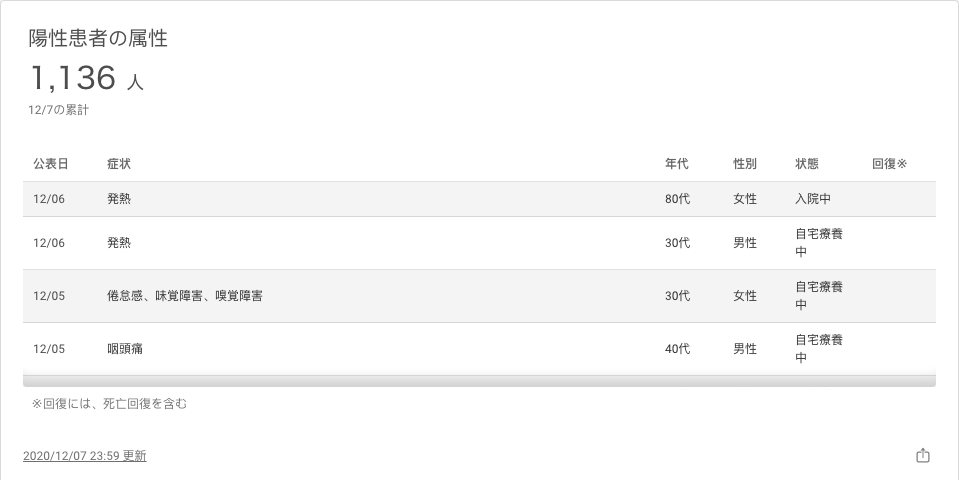 陽性患者の属性
1,136 人
12/7の累計
公表日 症状 年代 性別 状態 回復※
12/06 発熱 80代 女性 入院中
12/06 発熱 30代 男性 自宅療養
中
12/05 倦怠感、味覚障害、嗅覚障害 30代 女性 自宅療養
中
12/05 咽頭痛 40代 男性 自宅療養
中
※回復には、死亡回復を含む
2020/12/07 23:59 更新